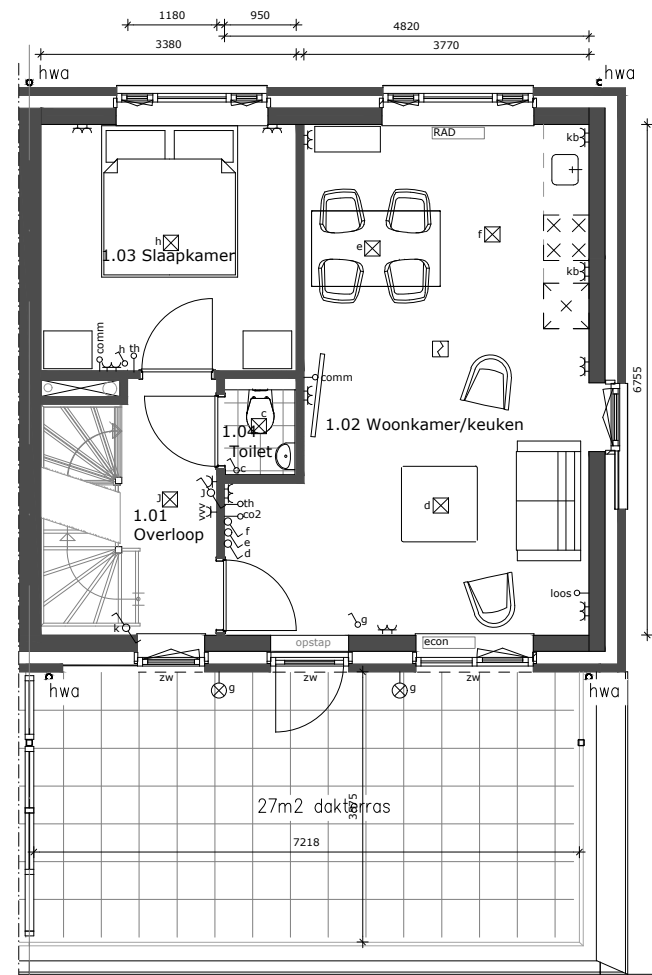 1180
950
4820
3380
3770
hwa
hwa
RAD
kb
h
1.03 Slaapkamer
e
f
kb
comm
h
th
comm
6755
c
1.04
Toilet
1.02 Woonkamer/keuken
c
J
J
th
co2
d
1.01
Overloop
f
e
d
loos
k
g
opstap
econ
zw
zw
zw
hwa
g
g
hwa
27m2 dakterras
3875
7218